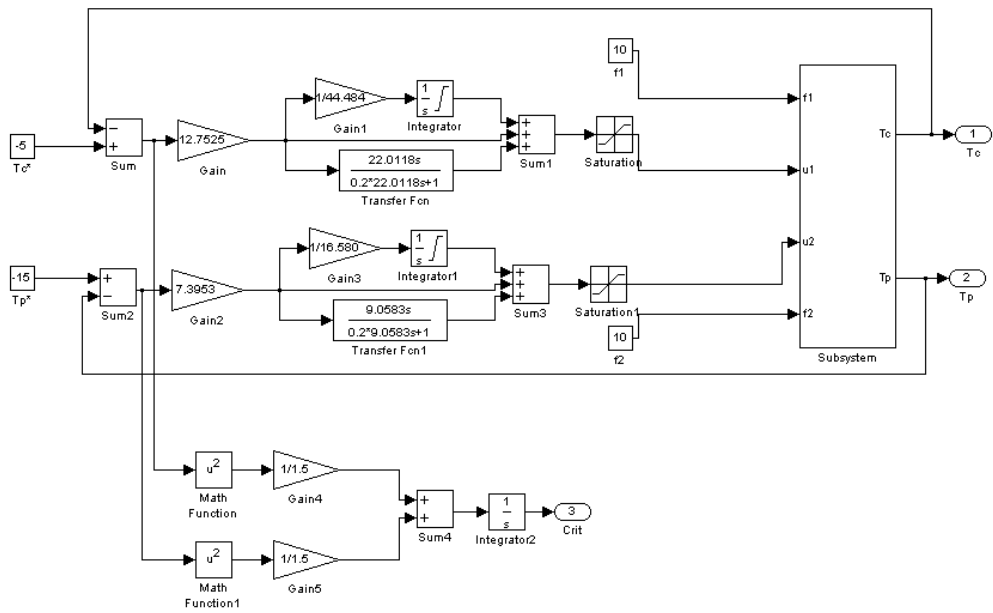 10
f1
1/44.484
Gain1
1
s
Integrator
-5
Tc*
−
+
Sum
12.7525
Gain
22.0118s
0.2*22.0118s+1
Transfer Fcn
+
+
+
Sum1
Saturation
f1
u1
u2
f2
Tc
Tp
Subsystem
1
Tc
2
Tp
-15
Tp*
+
−
Sum2
7.3953
Gain2
1/16.580
Gain3
1
s
Integrator1
9.0583s
0.2*9.0583s+1
Transfer Fcn1
+
+
+
Sum3
Saturation1
10
f2
u2
Math
Function
1/1.5
Gain4
u2
Math
Function1
1/1.5
Gain5
+
+
Sum4
1
s
Integrator2
3
Crit